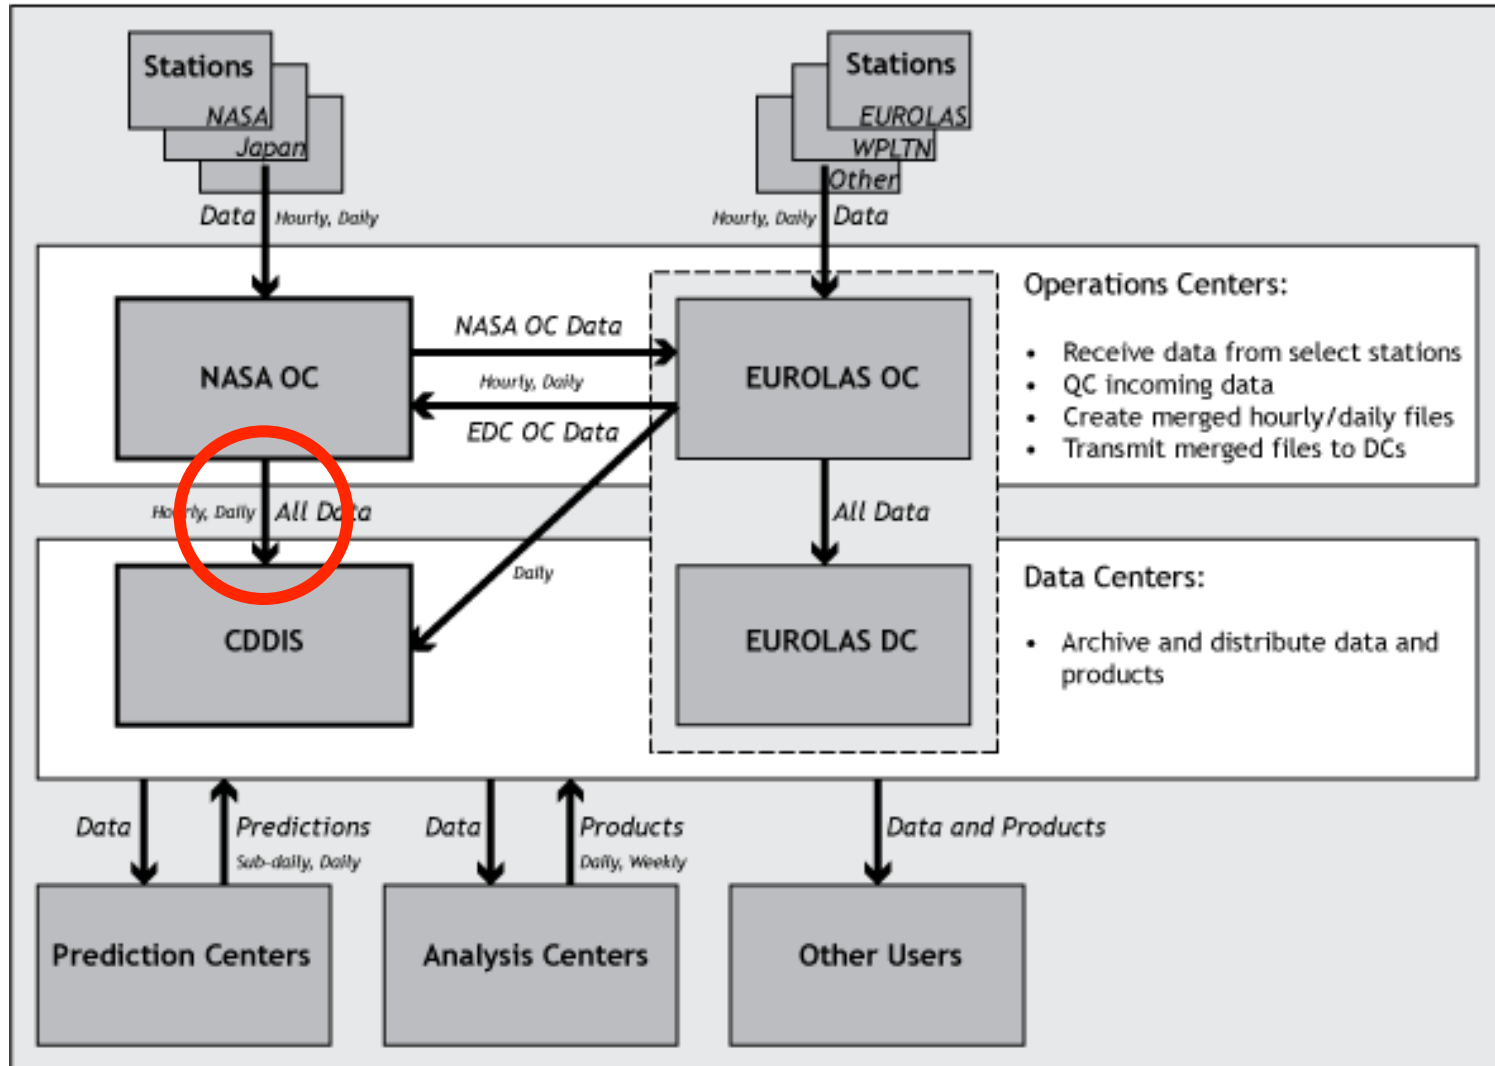 Stations
NASA
Japan
Stations
EUROLAS
WPLTN
Other
Data Hourly, Daily
Hourly, Daily Data
Operations Centers:
• Receive data from select stations
• QC incoming data
• Create merged hourly/daily files
• Transmit merged files to DCs
NASA OC
NASA OC Data
Hourly, Daily
EDC OC Data
EUROLAS OC
Hourly, Daily All Data
All Data
Daily
CDDIS
EUROLAS DC
Data Centers:
• Archive and distribute data and
products
Data
Predictions
Sub-daily, Daily
Data
Products
Daily, Weekly
Data and Products
Prediction Centers
Analysis Centers
Other Users